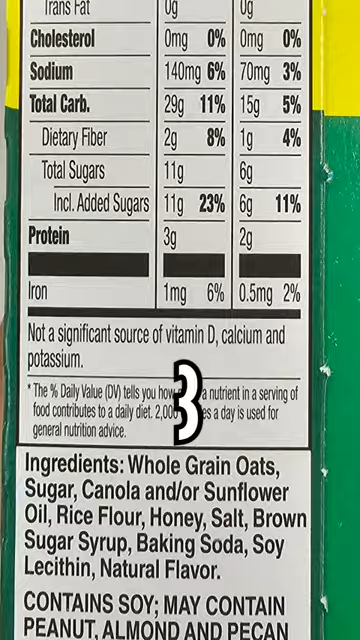 Trans Fat 0g 0g
Cholesterol 0mg 0% 0mg 0%
Sodium 140mg 6% 70mg 3%
Total Carb. 29g 11% 15g 5%
Dietary Fiber 2g 8% 1g 4%
Total Sugars 11g 6g
Incl. Added Sugars 11g 23% 6g 11%
Protein 3g 2g
Iron 1mg 6% 0.5mg 2%
Not a significant source of vitamin D, calcium and
potassium.
* The % Daily Value (DV) tells you how a nutrient in a serving of
food contributes to a daily diet. 2,00 es a day is used for
general nutrition advice.
3
Ingredients: Whole Grain Oats,
Sugar, Canola and/or Sunflower
Oil, Rice Flour, Honey, Salt, Brown
Sugar Syrup, Baking Soda, Soy
Lecithin, Natural Flavor.
CONTAINS SOY; MAY CONTAIN
PEANUT, ALMOND AND PECAN